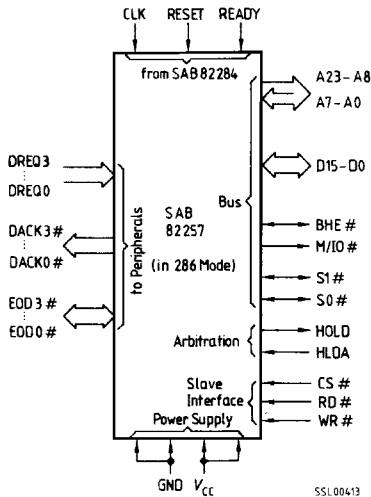 CLK RESET READY
from SAB 82284
A23-A8
A7-A0
DREQ3
DREQ0
D15-D0
SAB
82257
(in 286 Mode)
Bus
to Peripherals
DACK3#
DACK0#
BHE #
M/IO #
S1#
S0#
EOD3#
EOD0#
Arbitration
HOLD
HLDA
Slave
Interface
CS #
RD #
WR #
Power Supply
GND VCC
SSL00413